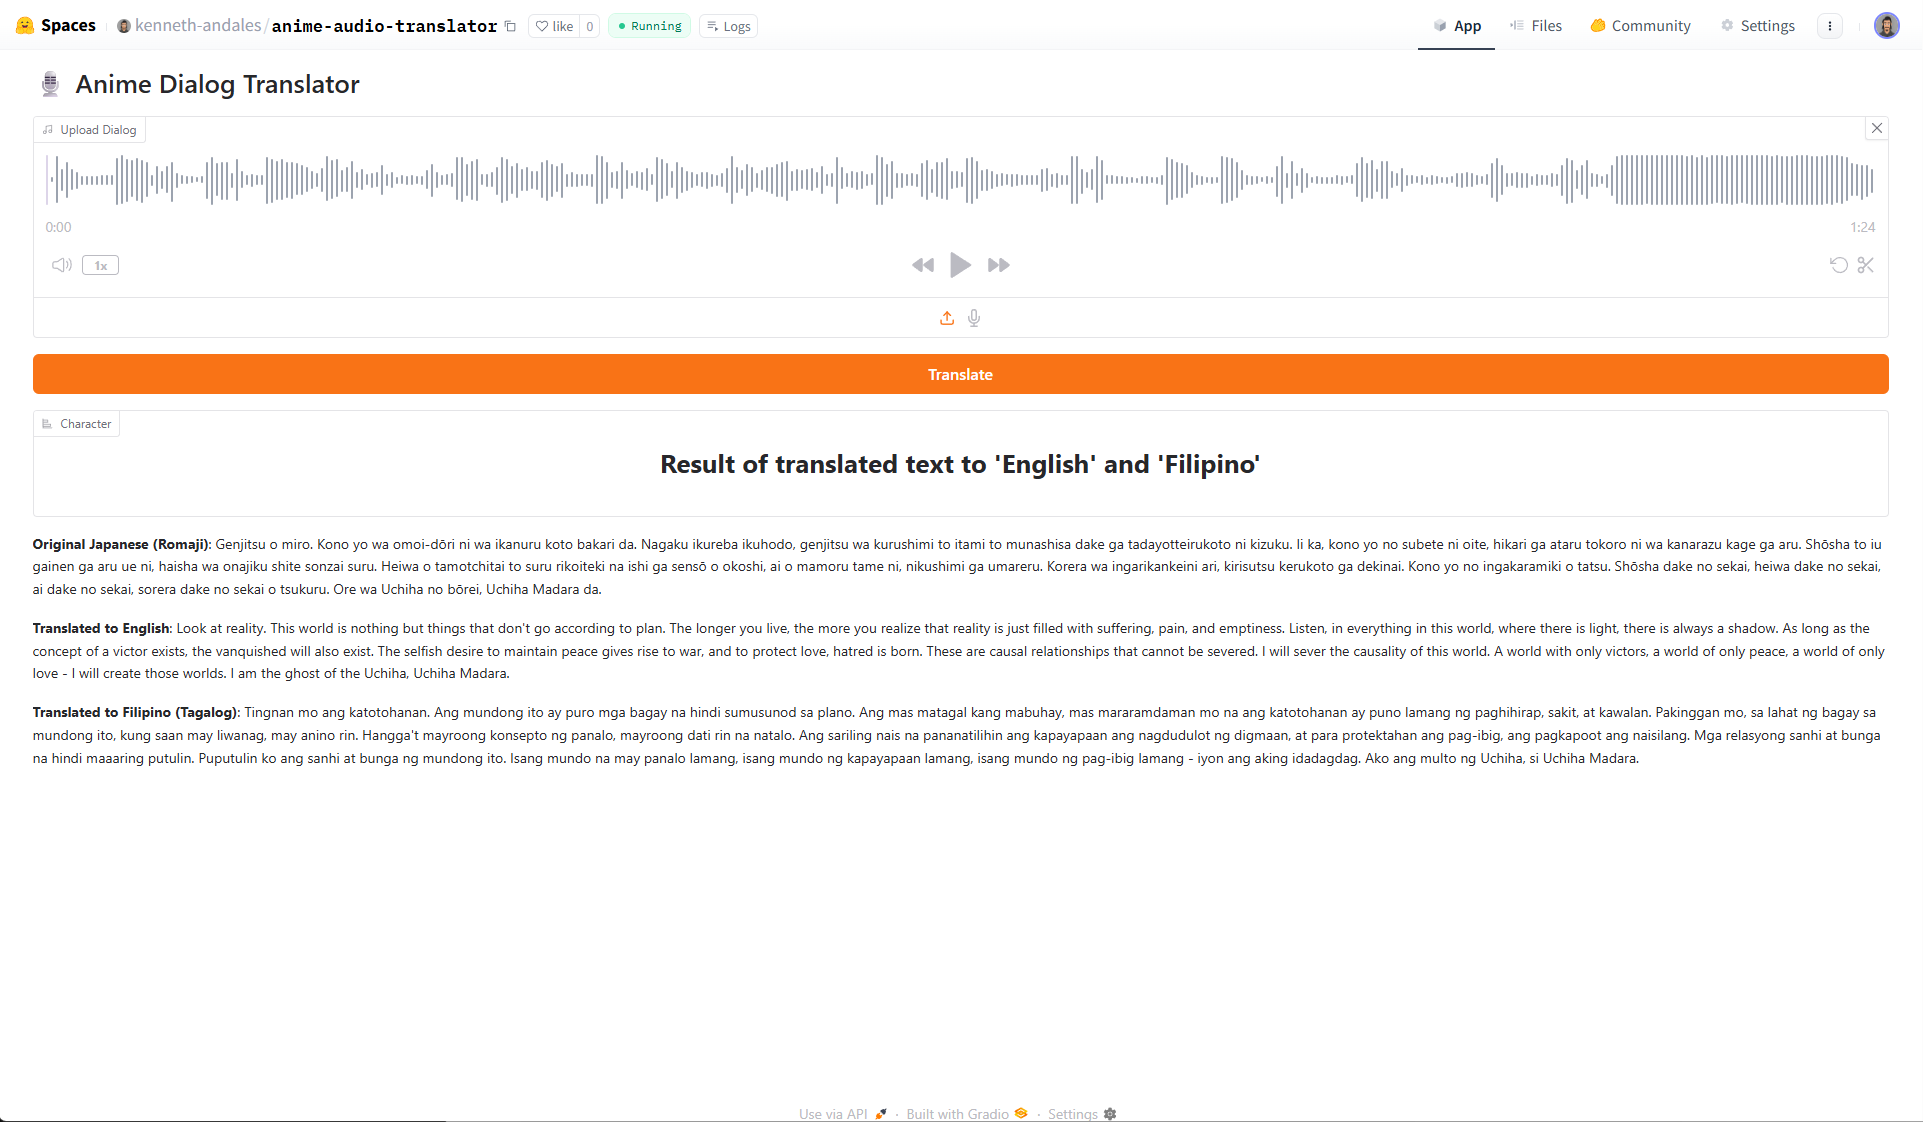 Spaces kenneth-andales/anime-audio-translator like 0 Running Logs App Files Community Settings
Anime Dialog Translator
Upload Dialog
0:00 1:24
1x
Translate
Character
Result of translated text to 'English' and 'Filipino'
Original Japanese (Romaji): Genjitsu o miro. Kono yo wa omoi-dōri ni wa ikanuru koto bakari da. Nagaku ikureba ikuhodo, genjitsu wa kurushimi to itami to munashisa dake ga tadayotteirukoto ni kizuku. Ii ka, kono yo no subete ni oite, hikari ga ataru tokoro ni wa kanarazu kage ga aru. Shōsha to iu
gainen ga aru ue ni, haisha wa onajiku shite sonzai suru. Heiwa o tamotchitai to suru rikoiteki na ishi ga sensō o okoshi, ai o mamoru tame ni, nikushimi ga umareru. Korera wa ingarikankeini ari, kirisutsu kerukoto ga dekinai. Kono yo no ingakaramiki o tatsu. Shōsha dake no sekai, heiwa dake no sekai,
ai dake no sekai, sorera dake no sekai o tsukuru. Ore wa Uchiha no bōrei, Uchiha Madara da.
Translated to English: Look at reality. This world is nothing but things that don't go according to plan. The longer you live, the more you realize that reality is just filled with suffering, pain, and emptiness. Listen, in everything in this world, where there is light, there is always a shadow. As long as the
concept of a victor exists, the vanquished will also exist. The selfish desire to maintain peace gives rise to war, and to protect love, hatred is born. These are causal relationships that cannot be severed. I will sever the causality of this world. A world with only victors, a world of only peace, a world of only
love - I will create those worlds. I am the ghost of the Uchiha, Uchiha Madara.
Translated to Filipino (Tagalog): Tingnan mo ang katotohanan. Ang mundong ito ay puro mga bagay na hindi sumusunod sa plano. Ang mas matagal kang mabuhay, mas mararamdaman mo na ang katotohanan ay puno lamang ng paghihirap, sakit, at kawalan. Pakinggan mo, sa lahat ng bagay sa
mundong ito, kung saan may liwanag, may anino rin. Hangga't mayroong konsepto ng panalo, mayroong dati rin na natalo. Ang sariling nais na pananatilihin ang kapayapaan ang nagdudulot ng digmaan, at para protektahan ang pag-ibig, ang pagkapoot ang naisilang. Mga relasyong sanhi at bunga
na hindi maaaring putulin. Puputulin ko ang sanhi at bunga ng mundong ito. Isang mundo na may panalo lamang, isang mundo ng kapayapaan lamang, isang mundo ng pag-ibig lamang - iyon ang aking idadagdag. Ako ang multo ng Uchiha, si Uchiha Madara.
Use via API · Built with Gradio · Settings